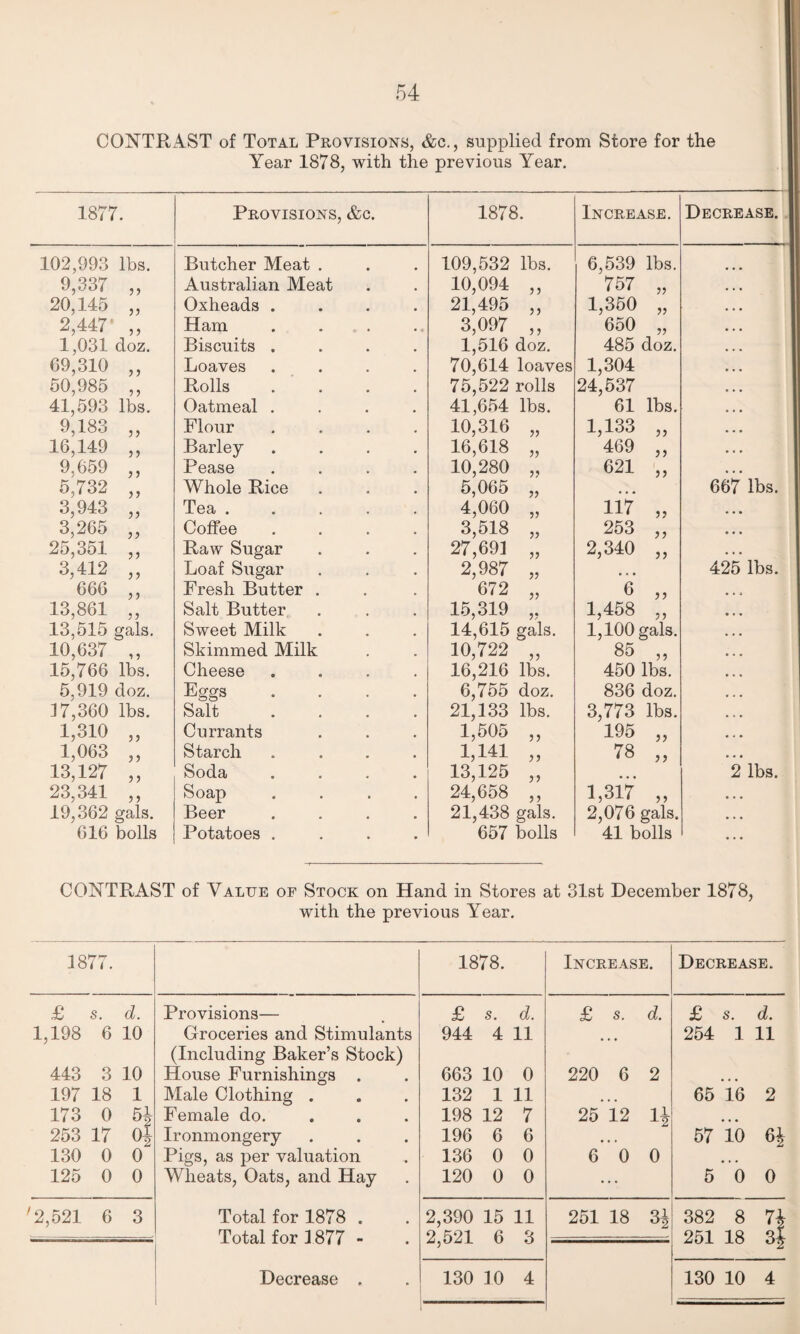 54
CONTRAST of Total Provisions, &c., supplied from Store for the
Year 1878, with the previous Year.
1877. Provisions, &c. 1878. Increase. Decrease.
102,993 lbs. Butcher Meat . . . 109,532 lbs. 6,539 lbs. ...
9,337 ,, Australian Meat . . 10,094 ,, 757 ,, ...
20,145 ,, Oxheads . . . . 21,495 ,, 1,350 ,, ...
2,447 ,, Ham . . . . 3,097 ,, 650 ,, ...
1,031 doz. Biscuits . . . . 1,516 doz. 485 doz. ...
69,310 ,, Loaves . . . . 70,614 loaves 1,304 ...
50,985 ,, Rolls . . . . 75,522 rolls 24,537 ...
41,593 lbs. Oatmeal . . . . 41,654 lbs. 61 lbs. ...
9,183 ,, Flour . . . . 10,316 ,, 1,133 ,, ...
16,149 ,, Barley . . . . 16,618 ,, 469 ,, ...
9,659 ,, Pease . . . . 10,280 ,, 621 ,, ...
5,732 ,, Whole Rice . . . 5,065 ,, ... 667 lbs.
3,943 ,, Tea . . . . . 4,060 ,, 117 ,, ...
3,265 ,, Coffee . . . . 3,518 ,, 253 ,, ...
25,351 ,, Raw Sugar . . . 27,691 ,, 2,340 ,, ...
3,412 ,, Loaf Sugar . . . 2,987 ,, ... 425 lbs.
666 ,, Fresh Butter . . . 672 ,, 6 ,, ...
13,861 ,, Salt Butter . . . 15,319 ,, 1,458 ,, ...
13,515 gals. Sweet Milk . . . 14,615 gals. 1,100 gals. ...
10,637 ,, Skimmed Milk . . 10,722 ,, 85 ,, ...
15,766 lbs. Cheese . . . . 16,216 lbs. 450 lbs. ...
5,919 doz. Eggs . . . . 6,755 doz. 836 doz. ...
17,360 lbs. Salt . . . . 21,133 lbs. 3,773 lbs. ...
1,310 ,, Currants . . . 1,505 ,, 195 ,, ...
1,063 ,, Starch . . . . 1,141 ,, 78 ,, ...
13,127 ,, Soda . . . . 13,125 ,, ... 2 lbs.
23,341 ,, Soap . . . . 24,658 ,, 1,317 ,, ...
19,362 gals. Beer . . . . 21,438 gals. 2,076 gals. ...
616 bolls Potatoes . . . . 657 bolls 41 bolls ...
CONTRAST of Value of Stock on Hand in Stores at 31st December 1878,
with the previous Year.
1877. 1878. Increase. Decrease.
£ s. d. Provisions— £ s. d. £ s. d. £ s. d.
1,198 6 10 Groceries and Stimulants 944 4 11 ... 254 1 11
(Including Baker's Stock)
443 3 10 House Furnishings . . 663 10 0 220 6 2 ...
197 18 1 Male Clothing . . . 132 1 11 ... 65 16 2
173 0 5½ Female do. . . . 198 12 7 25 12 1½ ...
253 17 0½ Ironmongery . . . 196 6 6 ... 57 10 6½
130 0 0 Pigs, as per valuation . 136 0 0 6 0 0 ...
125 0 0 Wheats, Oats, and Hay . 120 0 0 ... 5 0 0
2,521 6 3 Total for 1878 . . 2,390 15 11 251 18 3½ 382 8 7½
Total for 1877 - . 2,521 6 3 251 18 3½
Decrease . . 130 10 4 130 10 4